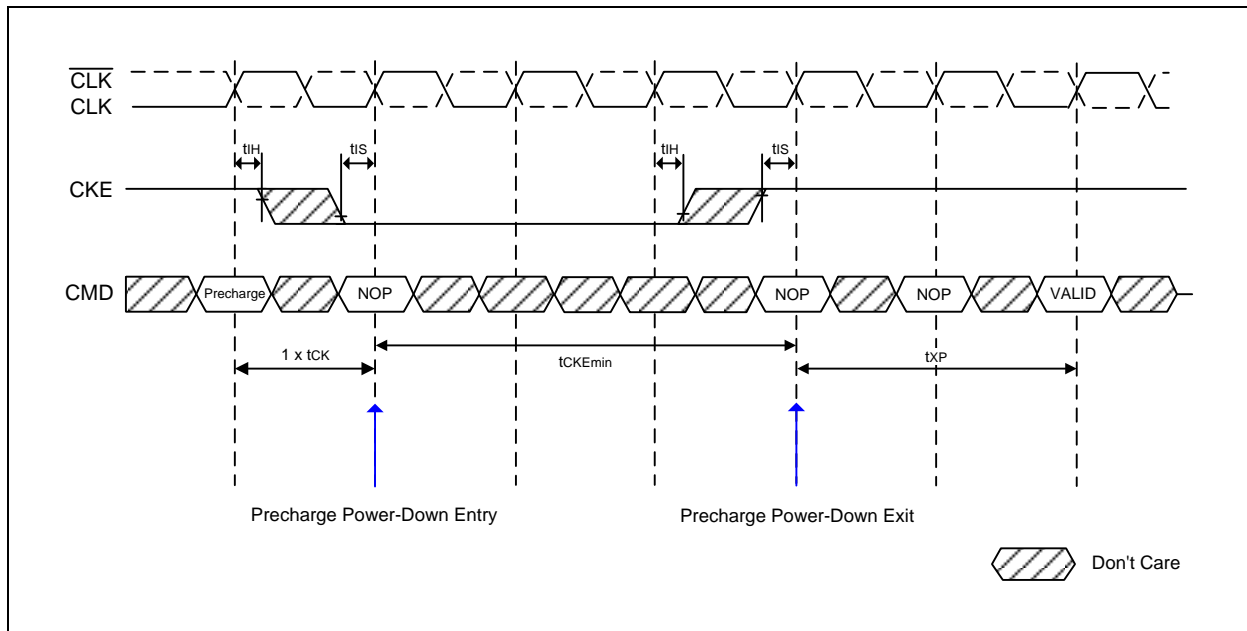 CLK
CLK
tIH
tIS
tIH
tIS
CKE
CMD
Precharge
NOP
NOP
NOP
VALID
1 x tCK
tCKEmin
tXP
Precharge Power-Down Entry
Precharge Power-Down Exit
Don't Care